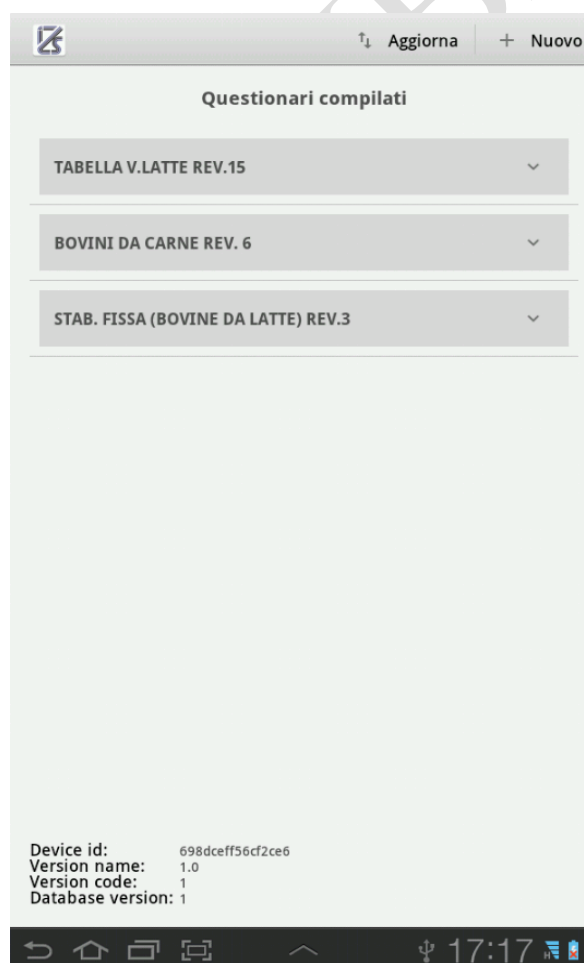 IZS
Aggiorna
+ Nuovo
Questionari compilati
TABELLA V.LATTE REV.15
BOVINI DA CARNE REV. 6
STAB. FISSA (BOVINE DA LATTE) REV.3
Device id: 698dceff56cf2ce6
Version name: 1.0
Version code: 1
Database version: 1
17:17
H